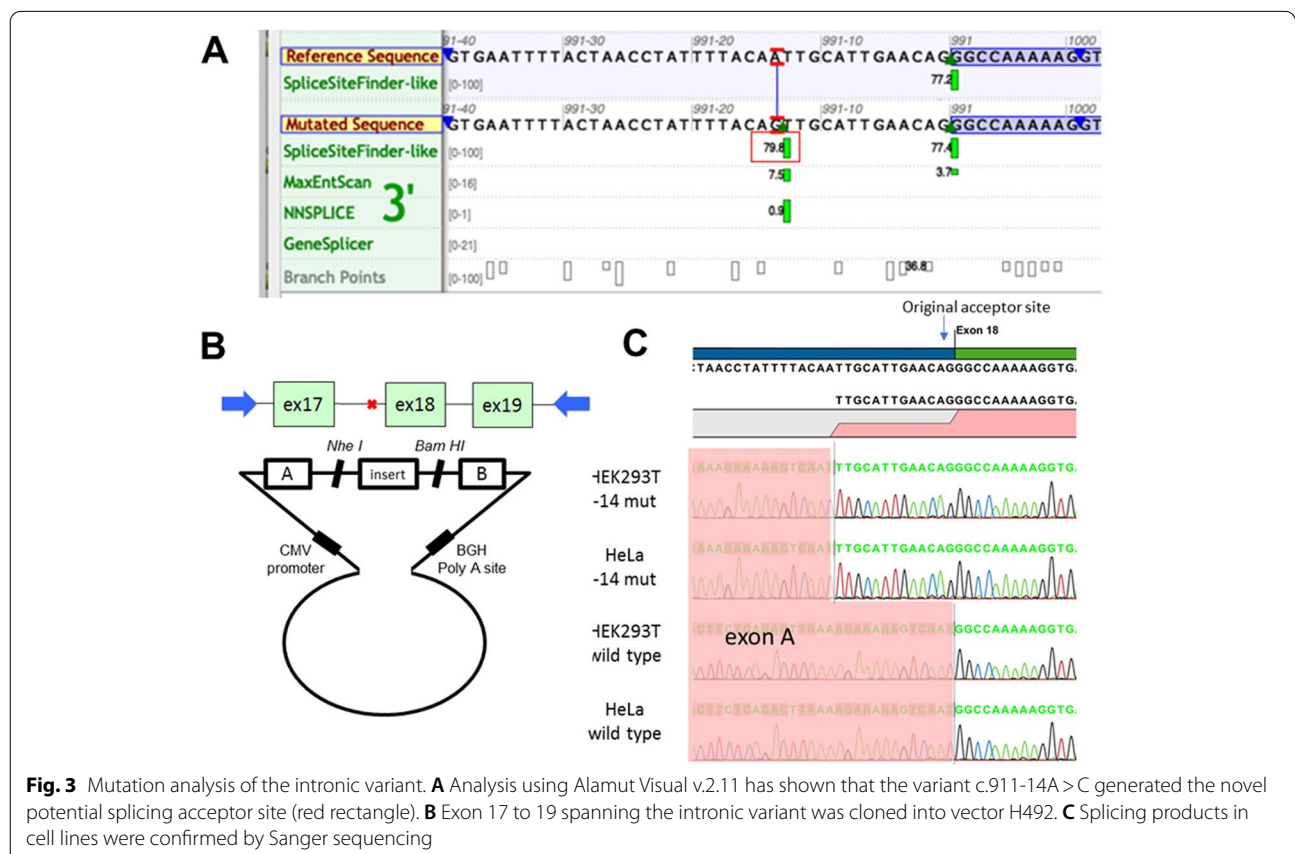 A
91-40 991-30 991-20 991-10 991 1000
Reference Sequence GTGAATTTTACTAACCTATTTTACAATTGCATTGAACAGGGCCAAAAAGGT
SpliceSiteFinder-like [0-100] 77.2
91-40 991-30 991-20 991-10 991 1000
Mutated Sequence GTGAATTTTACTAACCTATTTTACAGTTGCATTGAACAGGGCCAAAAAGGT
SpliceSiteFinder-like [0-100] 79.8 77.4
MaxEntScan [0-16] 7.5 3.7
3'
NNSPLICE [0-1] 0.9
GeneSplicer [0-21]
Branch Points [0-100] 36.8
B
ex17 ex18 ex19
Nhe I Bam HI
A insert B
CMV promoter
BGH Poly A site
C
Original acceptor site
Exon 18
CTAACCTATTTTACAATTGCATTGAACAGGGCCAAAAAGGTG
TTGCATTGAACAGGGCCAAAAAGGTG
HEK293T
-14 mut
AAAGAAAAAGTCAATTTGCATTGAACAGGGCCAAAAAGGTG
HeLa
-14 mut
AAAGAAAAAGTCAATTTGCATTGAACAGGGCCAAAAAGGTG
HEK293T
wild type
exon A
GGCCAAAAAGGTG
HeLa
wild type
GGCCAAAAAGGTG
Fig. 3 Mutation analysis of the intronic variant. A Analysis using Alamut Visual v.2.11 has shown that the variant c.911-14A > C generated the novel
potential splicing acceptor site (red rectangle). B Exon 17 to 19 spanning the intronic variant was cloned into vector H492. C Splicing products in
cell lines were confirmed by Sanger sequencing